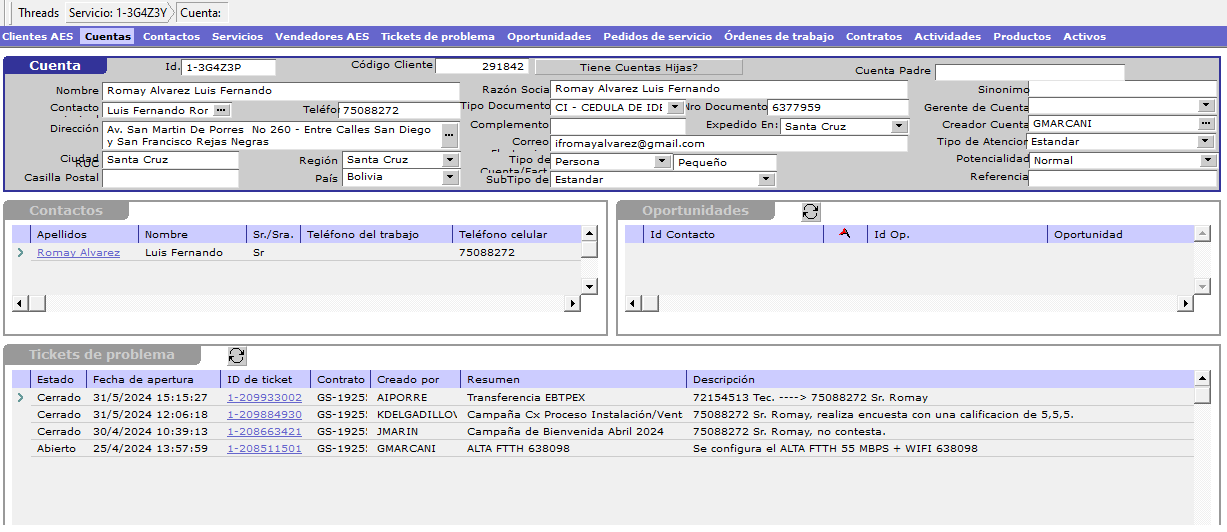 Threads Servicio: 1-3G4Z3Y Cuenta:
Clientes AES Cuentas Contactos Servicios Vendedores AES Tickets de problema Oportunidades Pedidos de servicio Órdenes de trabajo Contratos Actividades Productos Activos
Cuenta Id. 1-3G4Z3P Código Cliente 291842 Tiene Cuentas Hijas? Cuenta Padre
Nombre Romay Alvarez Luis Fernando Razón Socia Romay Alvarez Luis Fernando Sinonimo
Contacto Luis Fernando Ror ... Teléfor 75088272 Tipo Documento CI - CEDULA DE IDE Nro Documento 6377959 Gerente de Cuenta
Dirección Av. San Martin De Porres No 260 - Entre Calles San Diego
y San Francisco Rejas Negras ... Complemento Expedido En: Santa Cruz Creador Cuenta GMARCANI ...
Correo ifromayalvarez@gmail.com Tipo de Atencion Estandar
Ciudad Santa Cruz Región Santa Cruz Tipo de Persona Pequeño Potencialidad Normal
RUC
Cuenta/Fact
Casilla Postal País Bolivia SubTipo de Estandar Referencia
Contactos
Apellidos Nombre Sr./Sra. Teléfono del trabajo Teléfono celular
Romay Alvarez Luis Fernando Sr 75088272
Oportunidades
Id Contacto Id Op. Oportunidad
Tickets de problema
Estado Fecha de apertura ID de ticket Contrato Creado por Resumen Descripción
Cerrado 31/5/2024 15:15:27 1-209933002 GS-19255 AIPORRE Transferencia EBTPEX 72154513 Tec. ----> 75088272 Sr. Romay
Cerrado 31/5/2024 12:06:18 1-209884930 GS-19255 KDELGADILLOV Campaña Cx Proceso Instalación/Vent 75088272 Sr. Romay, realiza encuesta con una calificacion de 5,5,5.
Cerrado 30/4/2024 10:39:13 1-208663421 GS-19255 JMARIN Campaña de Bienvenida Abril 2024 75088272 Sr. Romay, no contesta.
Abierto 25/4/2024 13:57:59 1-208511501 GS-19255 GMARCANI ALTA FTTH 638098 Se configura el ALTA FTTH 55 MBPS + WIFI 638098